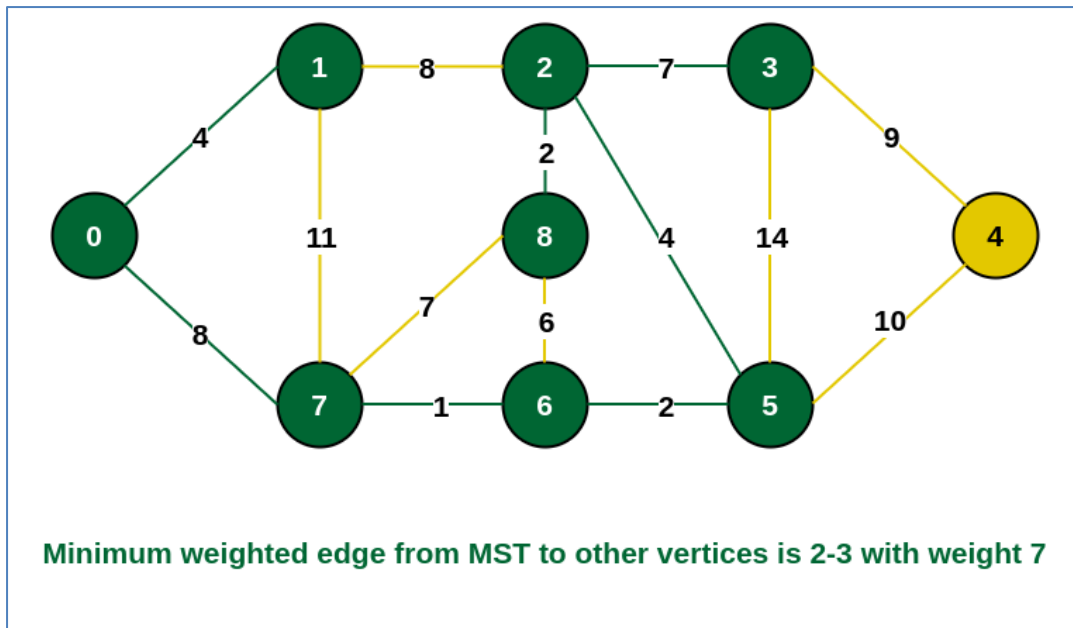 1 8 2 7 3
4 2 9
0 11 8 4 14 4
7 6 10
8
7 1 6 2 5
Minimum weighted edge from MST to other vertices is 2-3 with weight 7